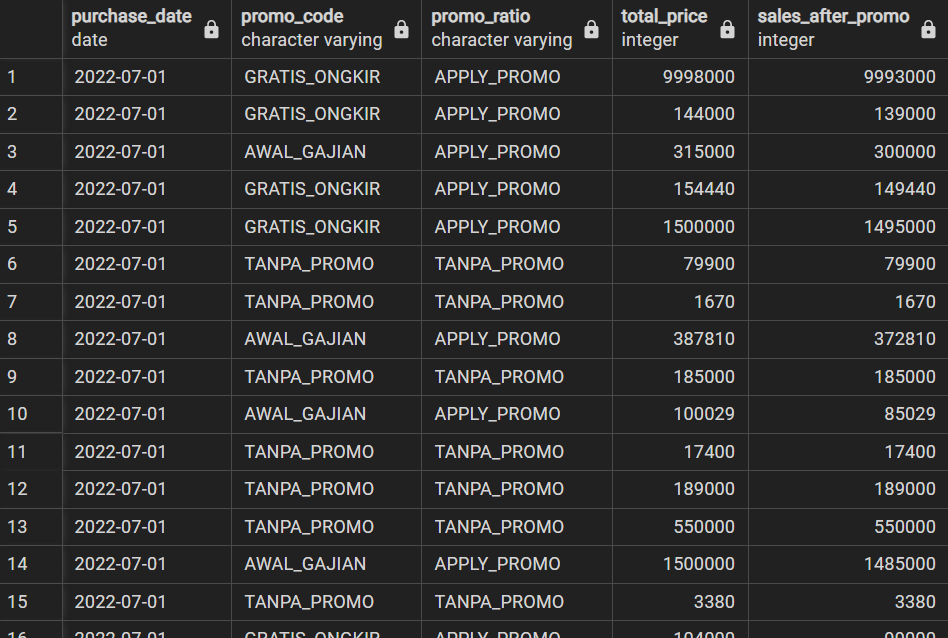 purchase_date promo_code promo_ratio total_price sales_after_promo
date character varying character varying integer integer
1 2022-07-01 GRATIS_ONGKIR APPLY_PROMO 9998000 9993000
2 2022-07-01 GRATIS_ONGKIR APPLY_PROMO 144000 139000
3 2022-07-01 AWAL_GAJIAN APPLY_PROMO 315000 300000
4 2022-07-01 GRATIS_ONGKIR APPLY_PROMO 154440 149440
5 2022-07-01 GRATIS_ONGKIR APPLY_PROMO 1500000 1495000
6 2022-07-01 TANPA_PROMO TANPA_PROMO 79900 79900
7 2022-07-01 TANPA_PROMO TANPA_PROMO 1670 1670
8 2022-07-01 AWAL_GAJIAN APPLY_PROMO 387810 372810
9 2022-07-01 TANPA_PROMO TANPA_PROMO 185000 185000
10 2022-07-01 AWAL_GAJIAN APPLY_PROMO 100029 85029
11 2022-07-01 TANPA_PROMO TANPA_PROMO 17400 17400
12 2022-07-01 TANPA_PROMO TANPA_PROMO 189000 189000
13 2022-07-01 TANPA_PROMO TANPA_PROMO 550000 550000
14 2022-07-01 AWAL_GAJIAN APPLY_PROMO 1500000 1485000
15 2022-07-01 TANPA_PROMO TANPA_PROMO 3380 3380
16 2022-07-01 GRATIS_ONGKIR APPLY_PROMO